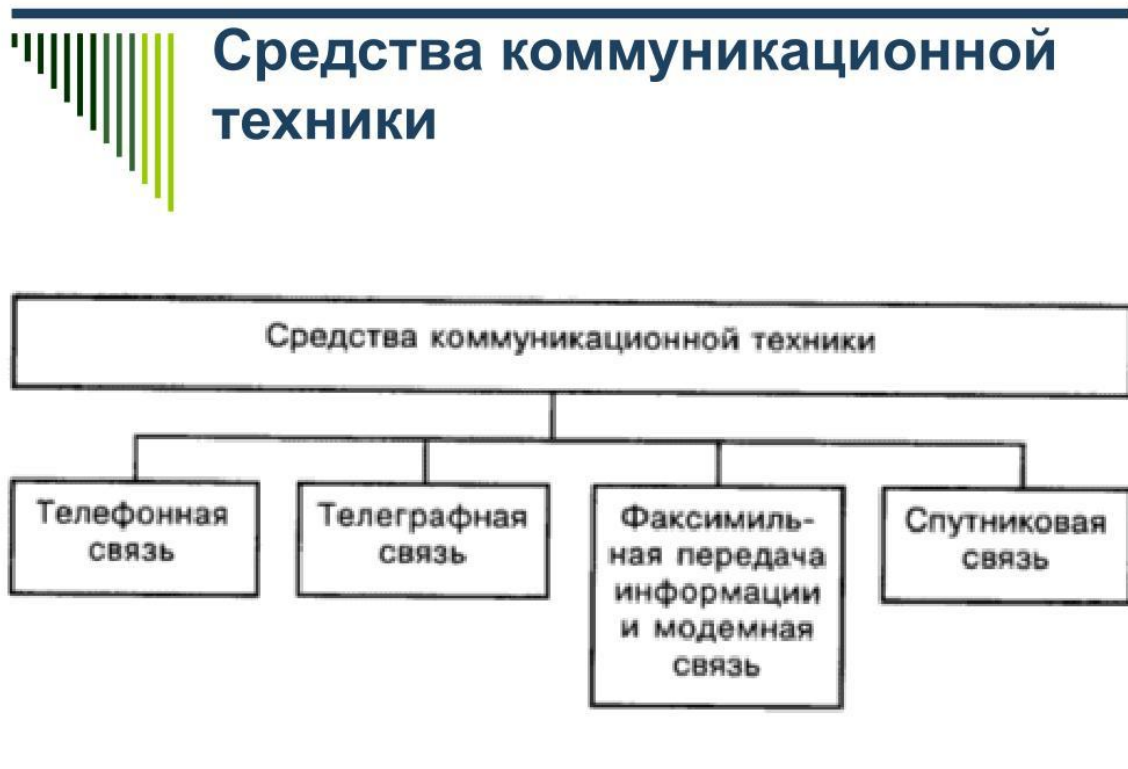 Средства коммуникационной
техники
Средства коммуникационной техники
Телефонная
связь
Телеграфная
связь
Факсимиль-
ная передача
информации
и модемная
связь
Спутниковая
связь